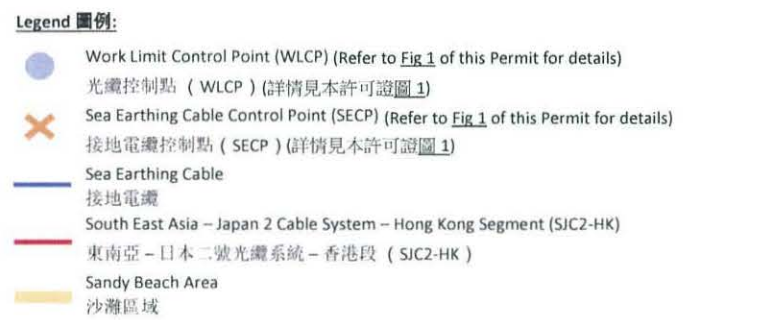 Legend 圖例:
Work Limit Control Point (WLCP) (Refer to Fig 1 of this Permit for details)
光纜控制點 ( WLCP ) (詳情見本許可證圖 1)
Sea Earthing Cable Control Point (SECP) (Refer to Fig 1 of this Permit for details)
接地電纜控制點 ( SECP ) (詳情見本許可證圖 1)
Sea Earthing Cable
接地電纜
South East Asia – Japan 2 Cable System – Hong Kong Segment (SJC2-HK)
東南亞 – 日本二號光纜系統 – 香港段 ( SJC2-HK )
Sandy Beach Area
沙灘區域